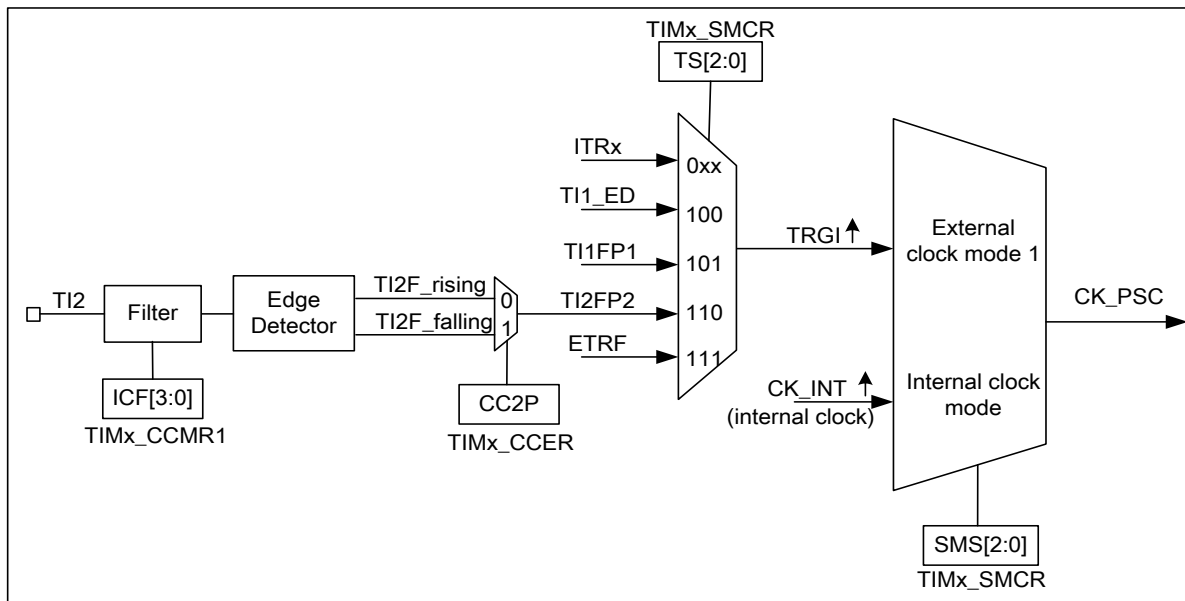 TIMx_SMCR
TS[2:0]
ITRx
0xx
TI1_ED
100
TI1FP1
101
TI2
Filter
Edge
Detector
TI2F_rising
TI2F_falling
0
1
TI2FP2
110
ETRF
111
ICF[3:0]
TIMx_CCMR1
CC2P
TIMx_CCER
TRGI
External
clock mode 1
CK_INT
(internal clock)
Internal clock
mode
CK_PSC
SMS[2:0]
TIMx_SMCR